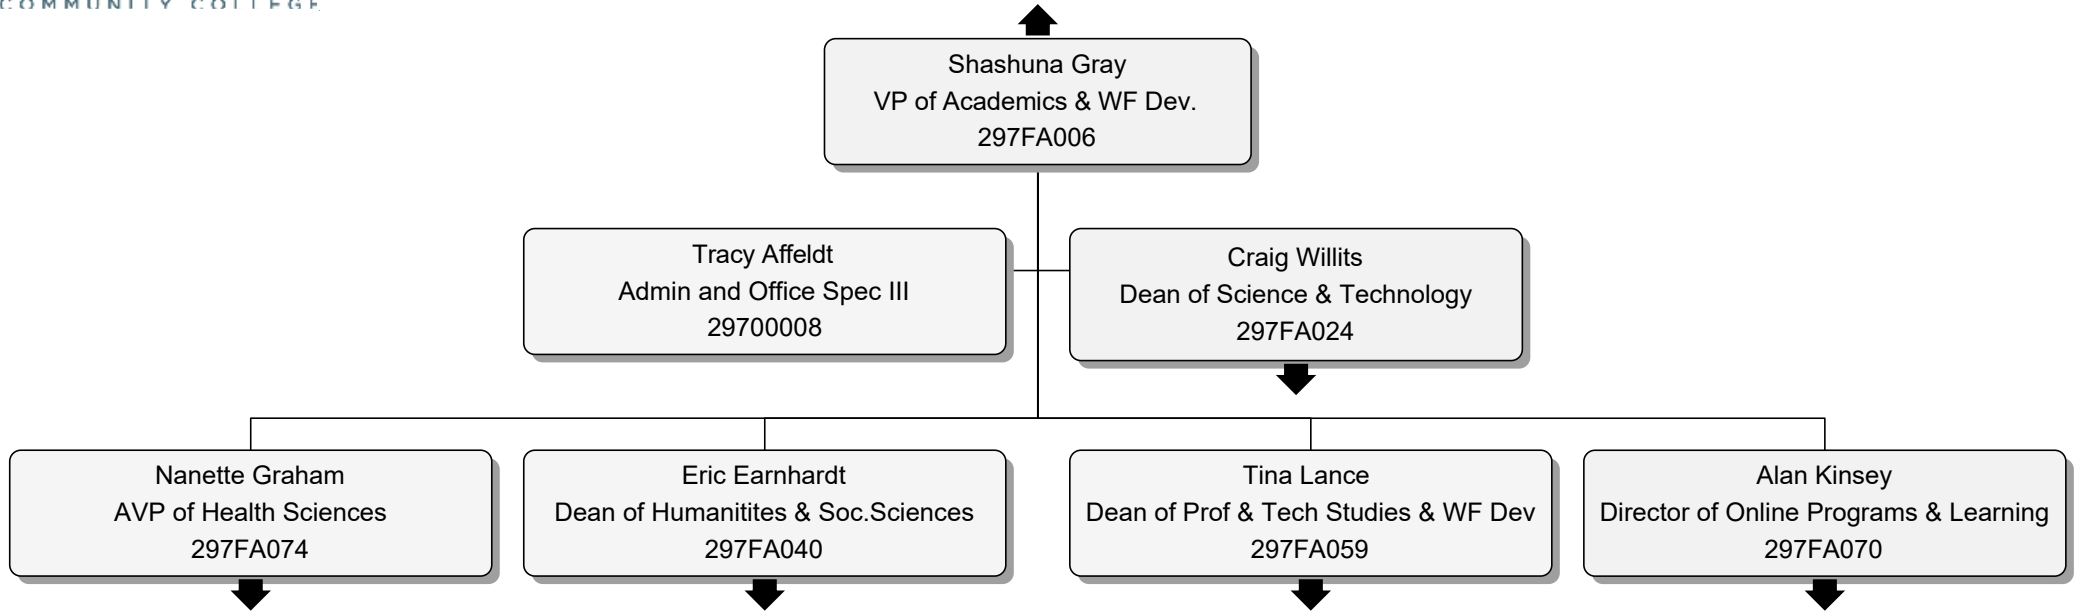 COMMUNITY COLLEGE
Shashuna Gray
VP of Academics & WF Dev.
297FA006
Tracy Affeldt
Admin and Office Spec III
29700008
Craig Willits
Dean of Science & Technology
297FA024
Nanette Graham
AVP of Health Sciences
297FA074
Eric Earnhardt
Dean of Humanitites & Soc.Sciences
297FA040
Tina Lance
Dean of Prof & Tech Studies & WF Dev
297FA059
Alan Kinsey
Director of Online Programs & Learning
297FA070